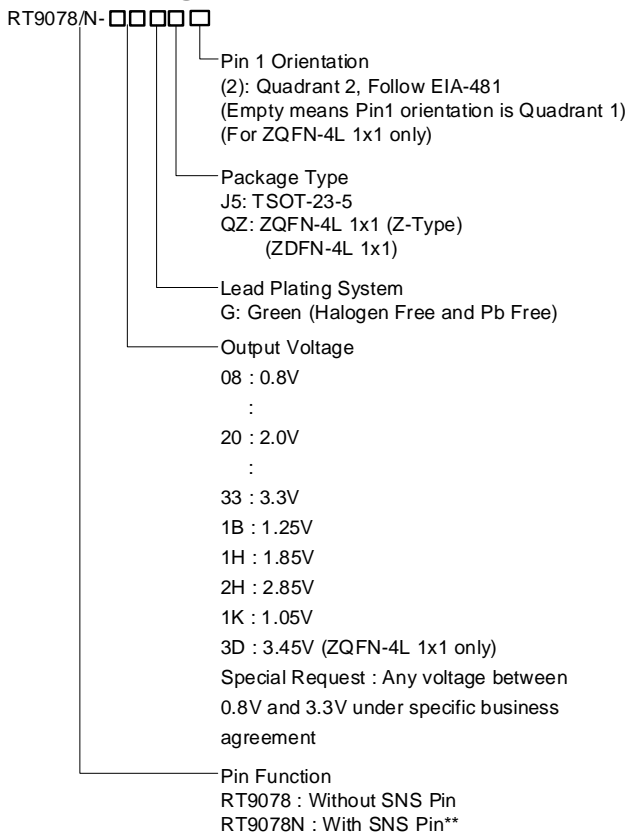 RT9078/N-
Pin 1 Orientation
(2): Quadrant 2, Follow EIA-481
(Empty means Pin1 orientation is Quadrant 1)
(For ZQFN-4L 1x1 only)
Package Type
J5: TSOT-23-5
QZ: ZQFN-4L 1x1 (Z-Type)
(ZDFN-4L 1x1)
Lead Plating System
G: Green (Halogen Free and Pb Free)
Output Voltage
08 : 0.8V
:
20 : 2.0V
:
33 : 3.3V
1B : 1.25V
1H : 1.85V
2H : 2.85V
1K : 1.05V
3D : 3.45V (ZQFN-4L 1x1 only)
Special Request : Any voltage between
0.8V and 3.3V under specific business
agreement
Pin Function
RT9078 : Without SNS Pin
RT9078N : With SNS Pin**